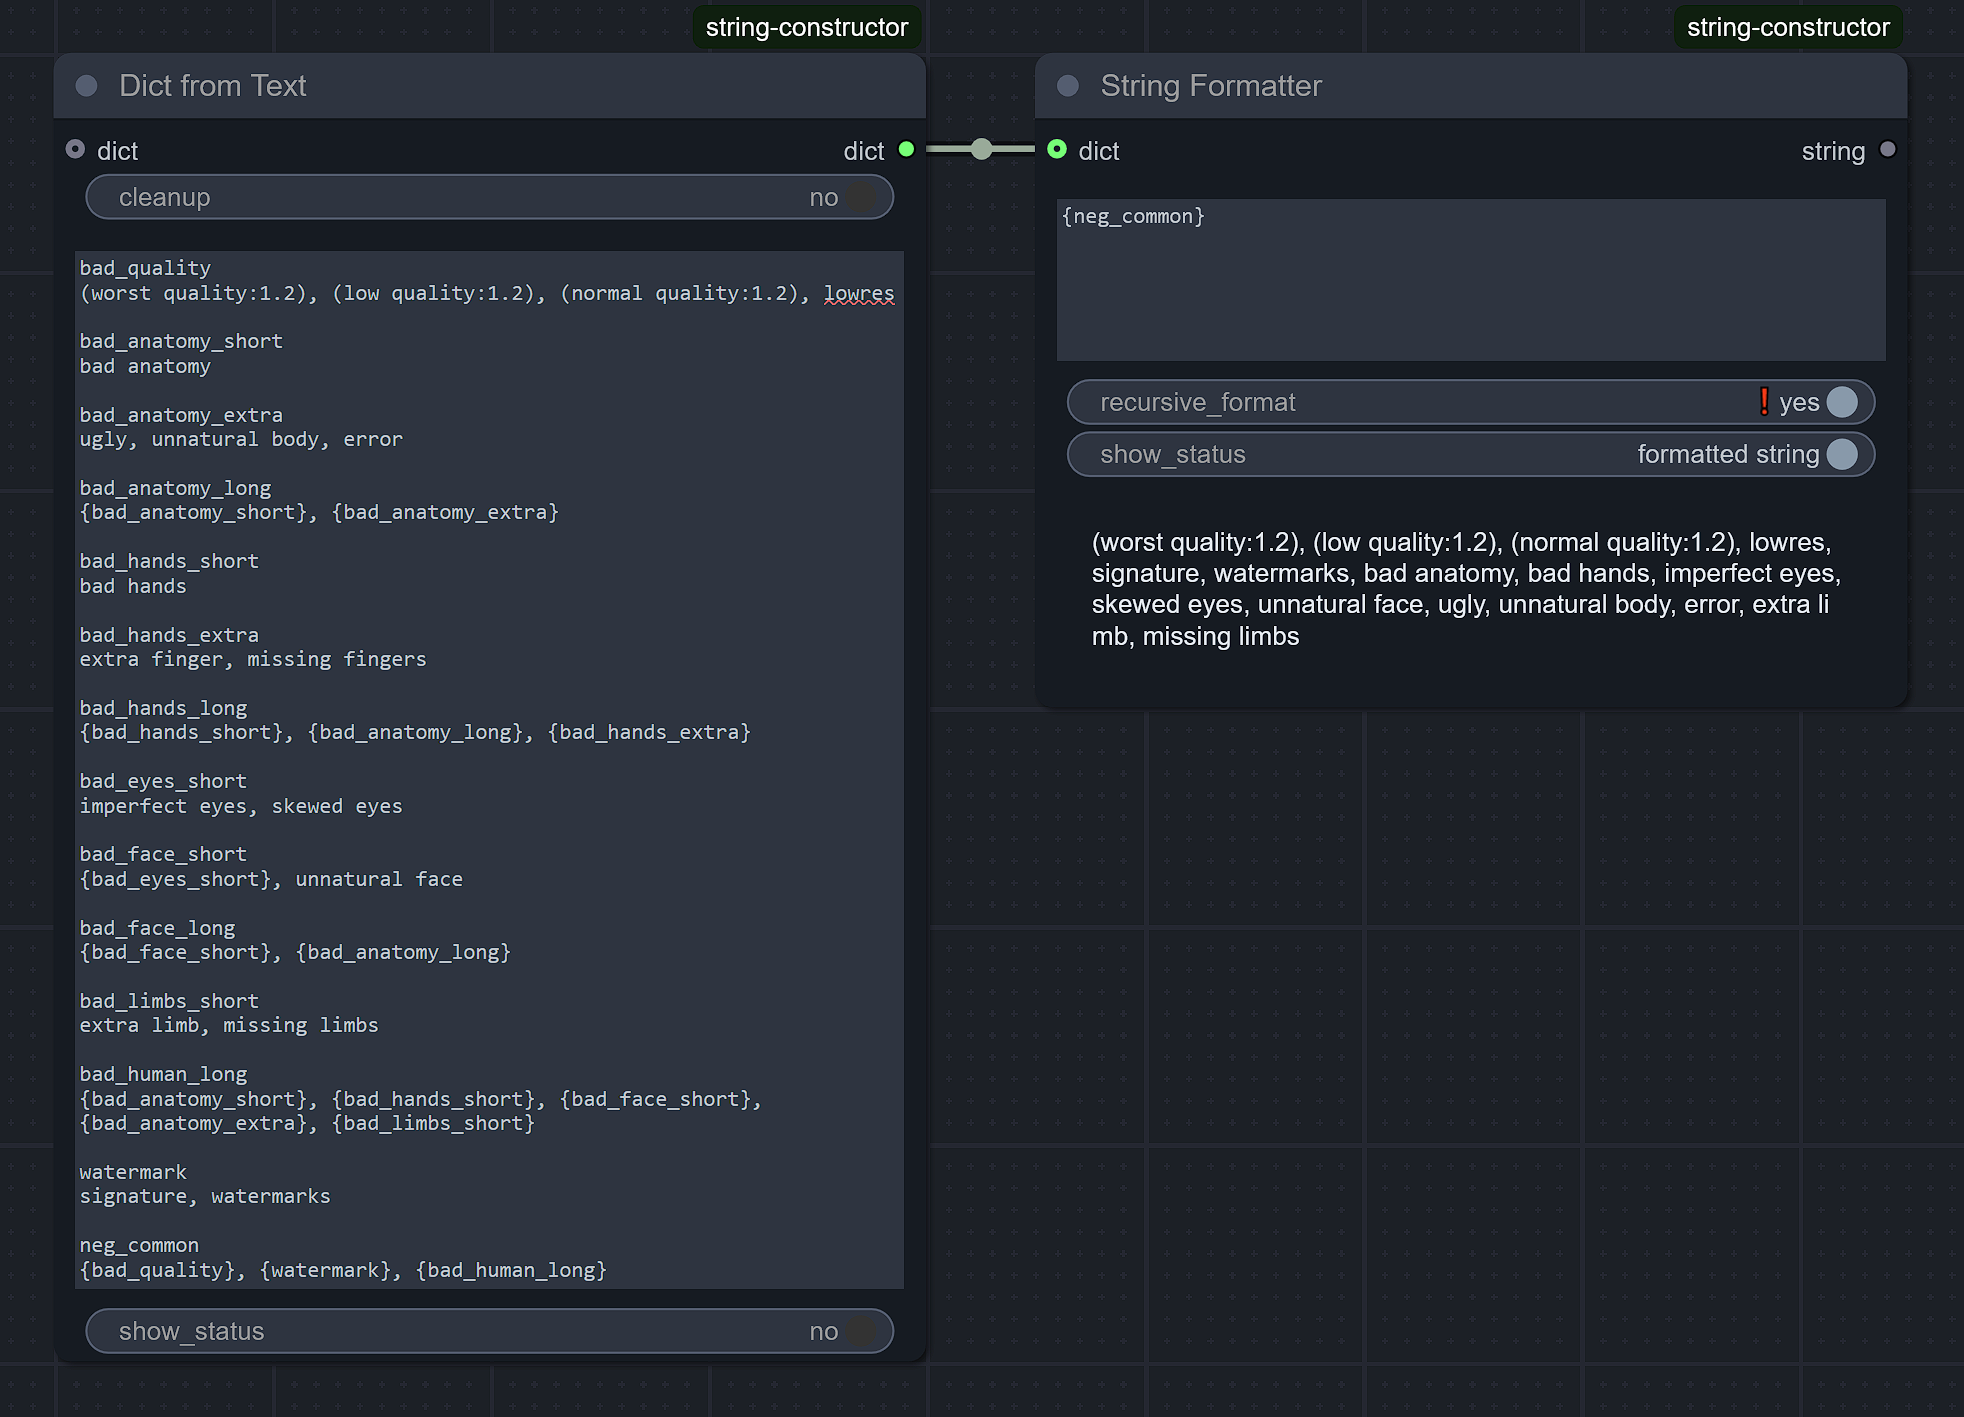 string-constructor
Dict from Text
dict
dict
cleanup
no
bad_quality
(worst quality:1.2), (low quality:1.2), (normal quality:1.2), lowres
bad_anatomy_short
bad anatomy
bad_anatomy_extra
ugly, unnatural body, error
bad_anatomy_long
{bad_anatomy_short}, {bad_anatomy_extra}
bad_hands_short
bad hands
bad_hands_extra
extra finger, missing fingers
bad_hands_long
{bad_hands_short}, {bad_anatomy_long}, {bad_hands_extra}
bad_eyes_short
imperfect eyes, skewed eyes
bad_face_short
{bad_eyes_short}, unnatural face
bad_face_long
{bad_face_short}, {bad_anatomy_long}
bad_limbs_short
extra limb, missing limbs
bad_human_long
{bad_anatomy_short}, {bad_hands_short}, {bad_face_short},
{bad_anatomy_extra}, {bad_limbs_short}
watermark
signature, watermarks
neg_common
{bad_quality}, {watermark}, {bad_human_long}
show_status
no
string-constructor
String Formatter
dict
string
{neg_common}
recursive_format
❗ yes
show_status
formatted string
(worst quality:1.2), (low quality:1.2), (normal quality:1.2), lowres,
signature, watermarks, bad anatomy, bad hands, imperfect eyes,
skewed eyes, unnatural face, ugly, unnatural body, error, extra li
mb, missing limbs